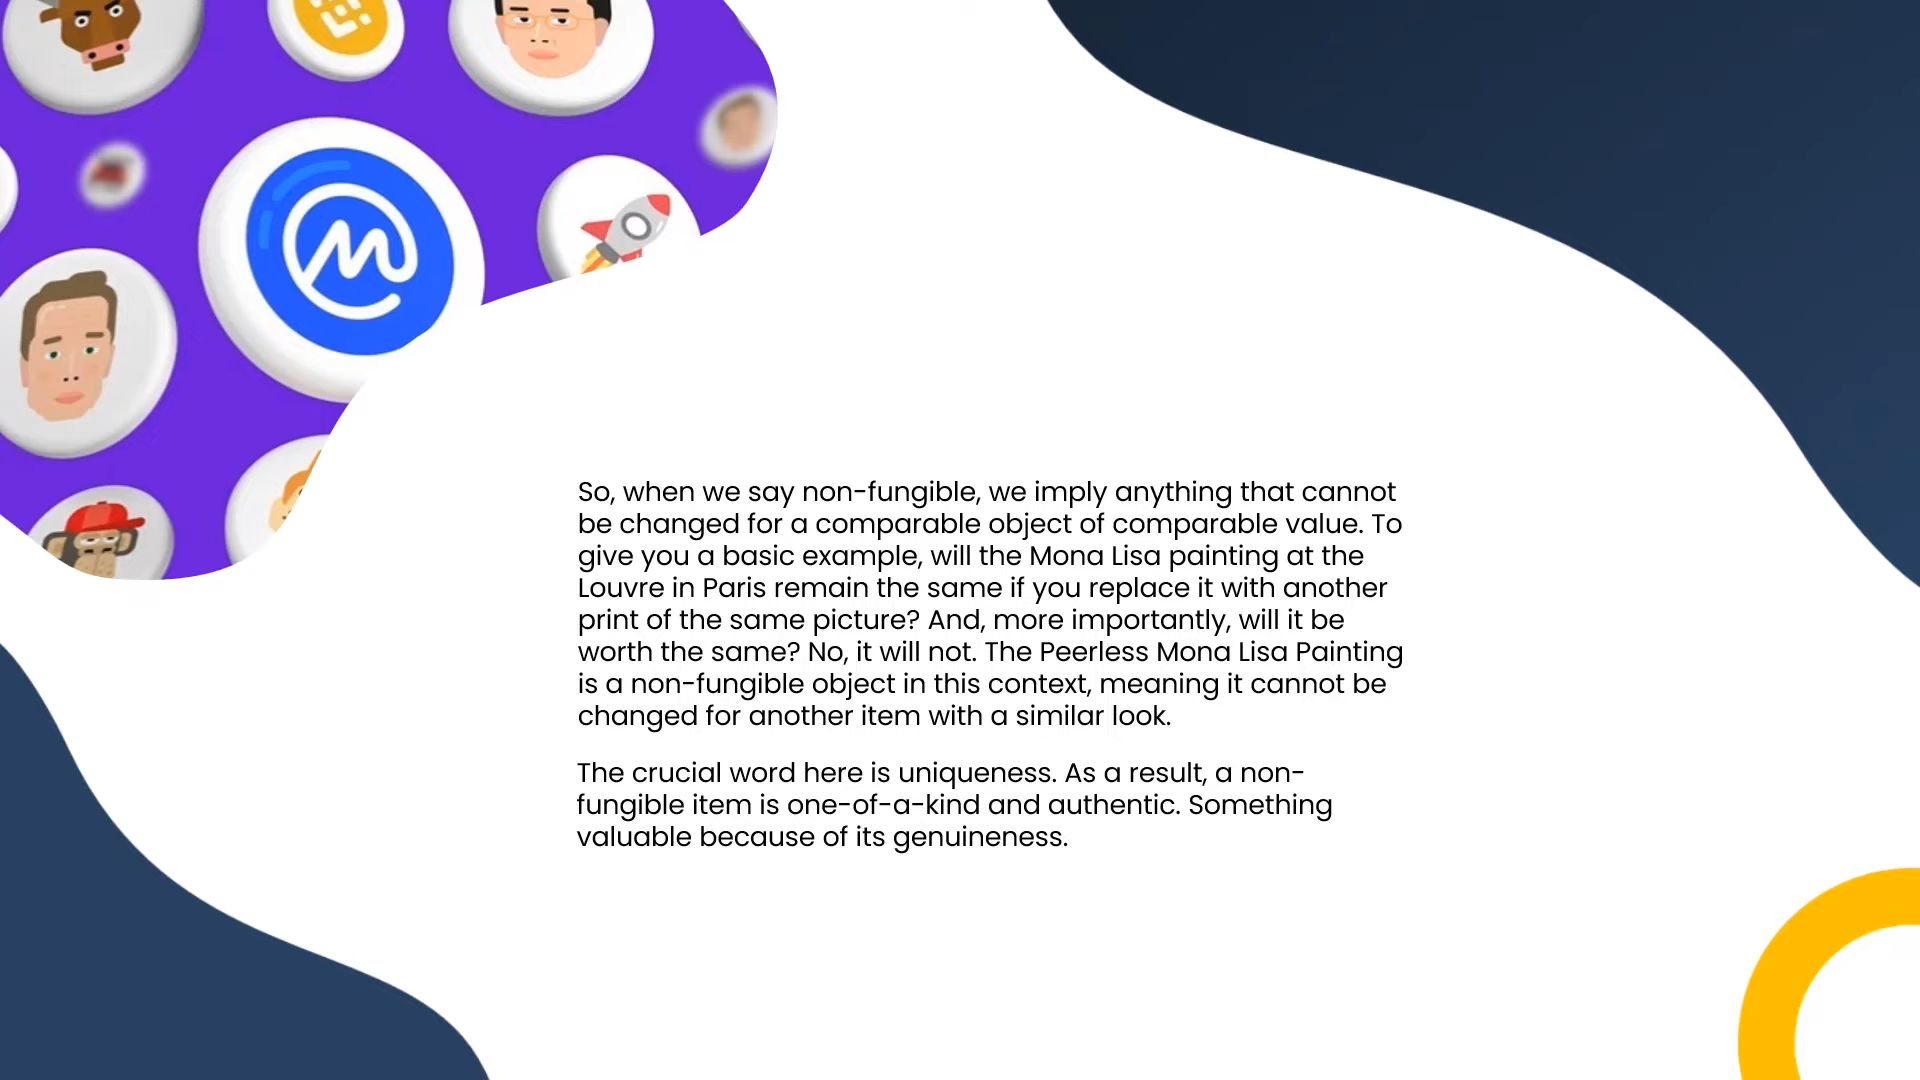 So, when we say non-fungible, we imply anything that cannot
be changed for a comparable object of comparable value. To
give you a basic example, will the Mona Lisa painting at the
Louvre in Paris remain the same if you replace it with another
print of the same picture? And, more importantly, will it be
worth the same? No, it will not. The Peerless Mona Lisa Painting
is a non-fungible object in this context, meaning it cannot be
changed for another item with a similar look.
The crucial word here is uniqueness. As a result, a non-
fungible item is one-of-a-kind and authentic. Something
valuable because of its genuineness.